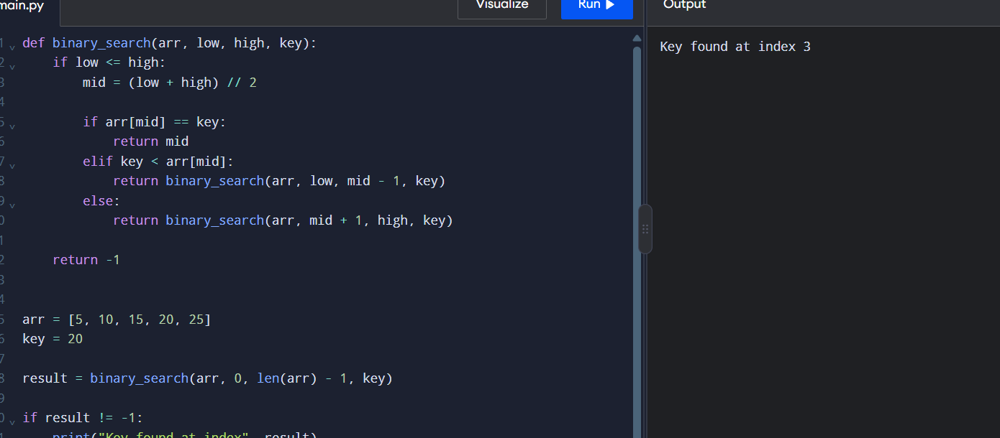 main.py
Visualize
Run
Output
def binary_search(arr, low, high, key):
    if low <= high:
        mid = (low + high) // 2
        if arr[mid] == key:
            return mid
        elif key < arr[mid]:
            return binary_search(arr, low, mid - 1, key)
        else:
            return binary_search(arr, mid + 1, high, key)
    return -1
arr = [5, 10, 15, 20, 25]
key = 20
result = binary_search(arr, 0, len(arr) - 1, key)
if result != -1:
    print("Key found at index", result)
Key found at index 3